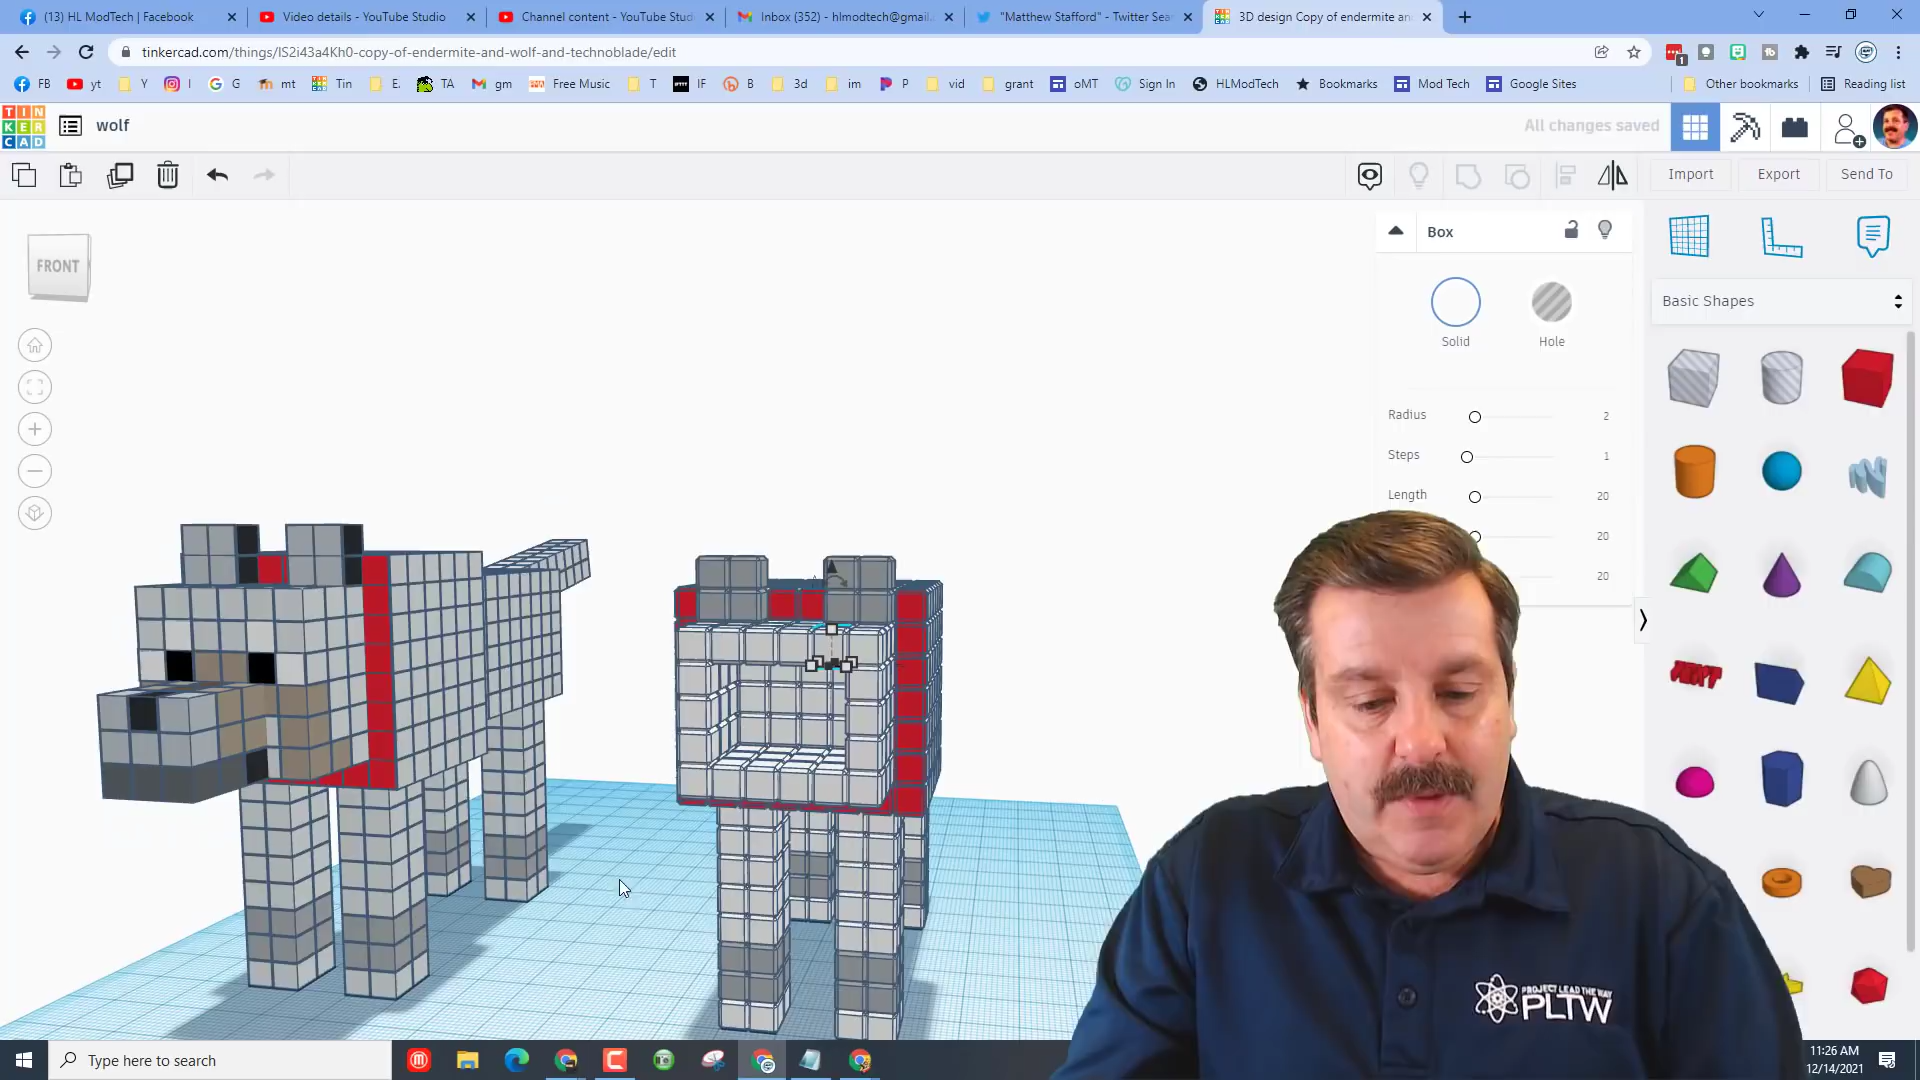 (13) HL ModTech | Facebook
Video details - YouTube Studio
Channel content - YouTube Stud
Inbox (352) - hlmodtech@gmail.
"Matthew Stafford" - Twitter Sea
3D design Copy of endermite an
tinkercad.com/things/lS2i43a4Kh0-copy-of-endermite-and-wolf-and-technoblade/edit
1
FB
yt
Y
I
G
mt
Tin
E.
TA
gm
Free Music
T
IF
B
3d
im
P
vid
grant
oMT
Sign In
HLModTech
Bookmarks
Mod Tech
Google Sites
Other bookmarks
Reading list
TIN
KER
CAD
wolf
All changes saved
Import
Export
Send To
FRONT
Box
Solid
Hole
Radius
2
Steps
1
Length
20
20
20
Basic Shapes
PROJECT LEAD THE WAY
PLTW
Type here to search
11:26 AM
12/14/2021